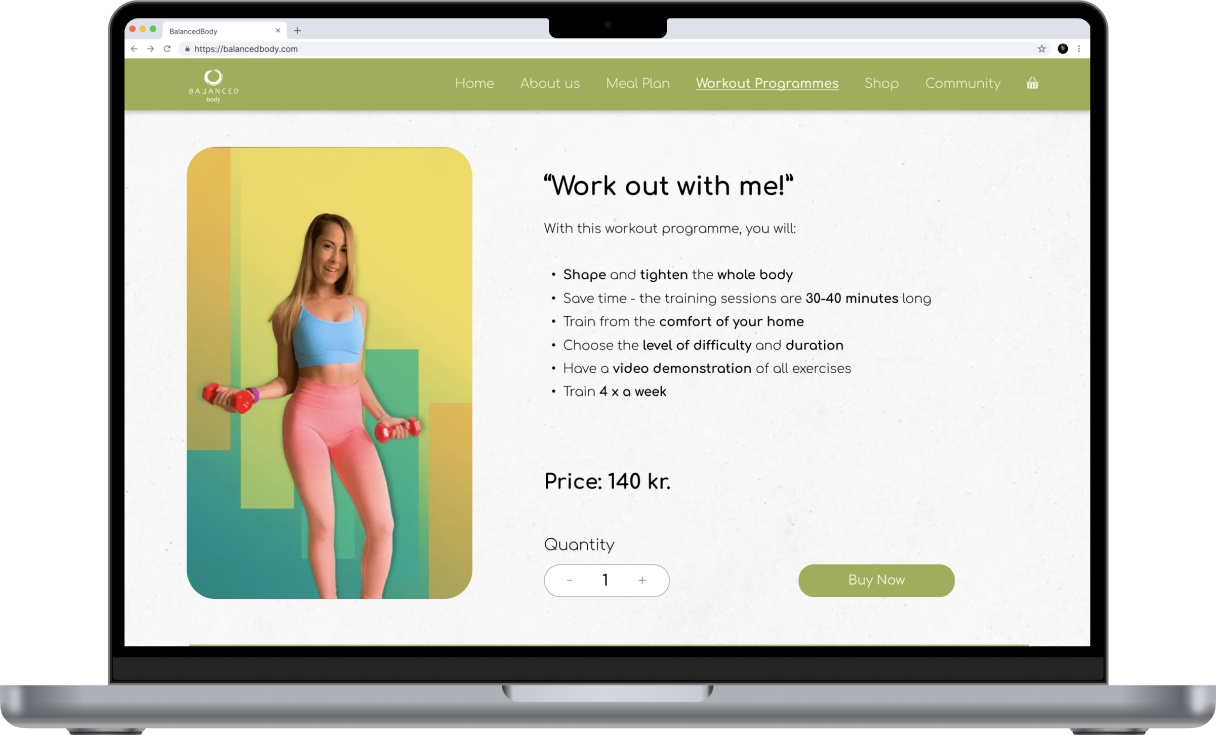 BalancedBody
https://balancedbody.com
BALANCED
body
Home About us Meal Plan Workout Programmes Shop Community
“Work out with me!”
With this workout programme, you will:
• Shape and tighten the whole body
• Save time - the training sessions are 30-40 minutes long
• Train from the comfort of your home
• Choose the level of difficulty and duration
• Have a video demonstration of all exercises
• Train 4 x a week
Price: 140 kr.
Quantity
- 1 +
Buy Now